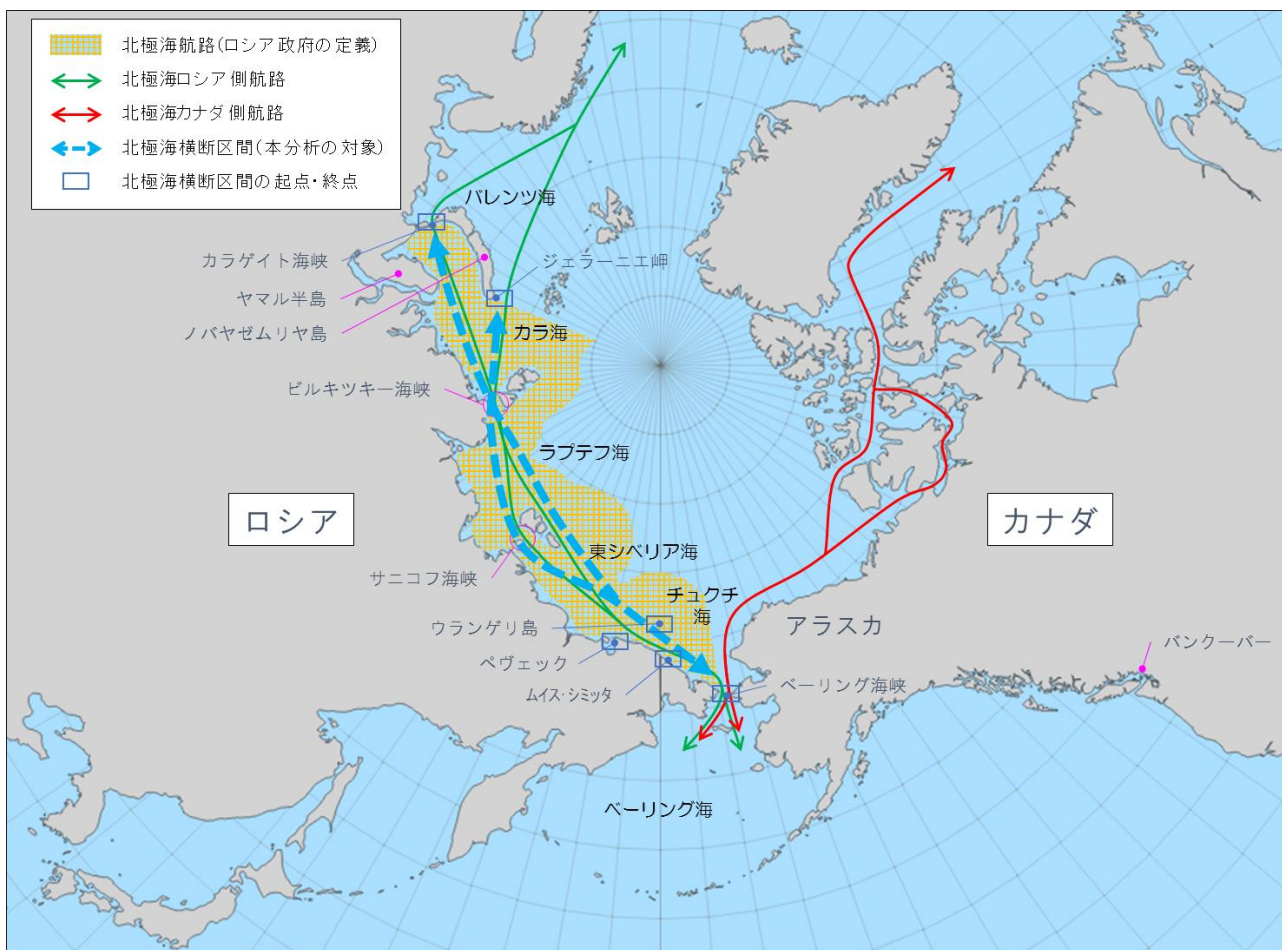 北極海航路(ロシア政府の定義)
北極海ロシア側航路
北極海カナダ側航路
北極海横断区間(本分析の対象)
北極海横断区間の起点・終点
バレンツ海
カラゲイト海峡
ジェラーニエ岬
ヤマル半島
ノバヤゼムリヤ島
カラ海
ビルキツキー海峡
ラプテフ海
ロシア
カナダ
東シベリア海
サニコフ海峡
チュクチ
海
ウランゲリ島
アラスカ
ペヴェック
バンクーバー
ムイス・シミッタ
ベーリング海峡
ベーリング海